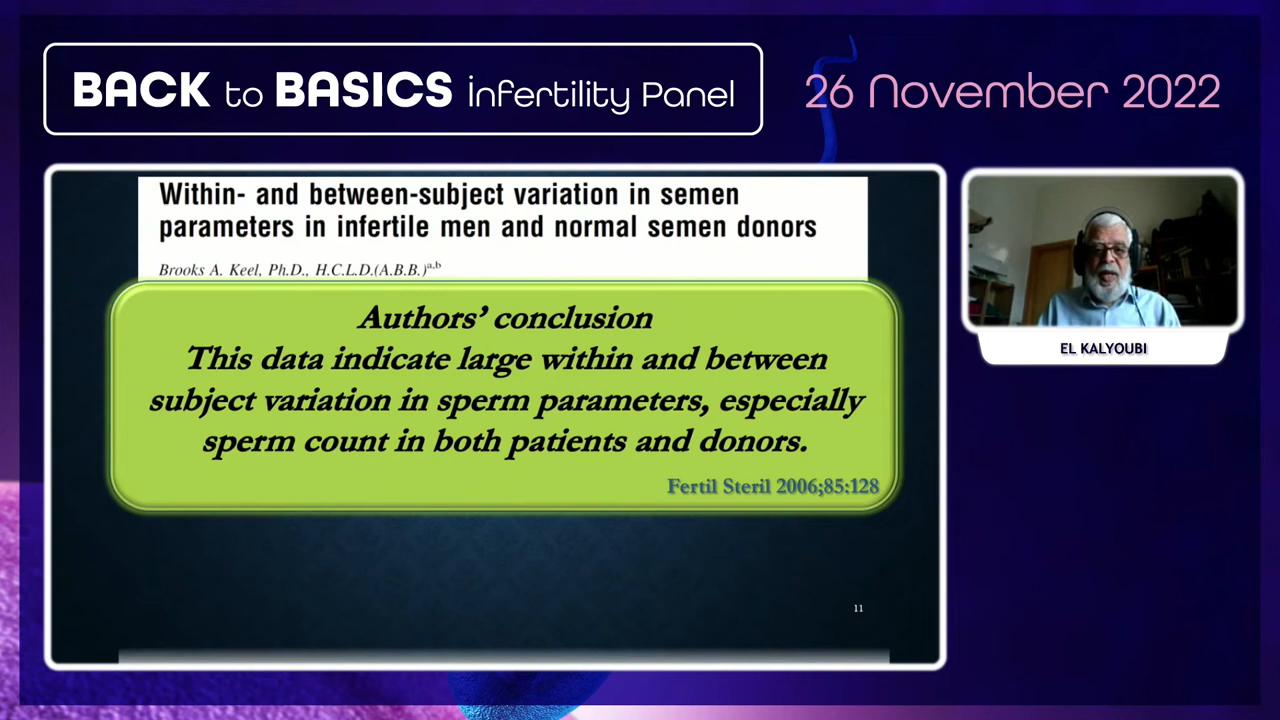 BACK to BASICS infertility Panel
26 November 2022
Within- and between-subject variation in semen
parameters in infertile men and normal semen donors
Brooks A. Keel, Ph.D., H.C.L.D.(A.B.B.)a,b
Authors' conclusion
This data indicate large within and between
subject variation in sperm parameters, especially
sperm count in both patients and donors.
Fertil Steril 2006;85:128
11
EL KALYOUBI